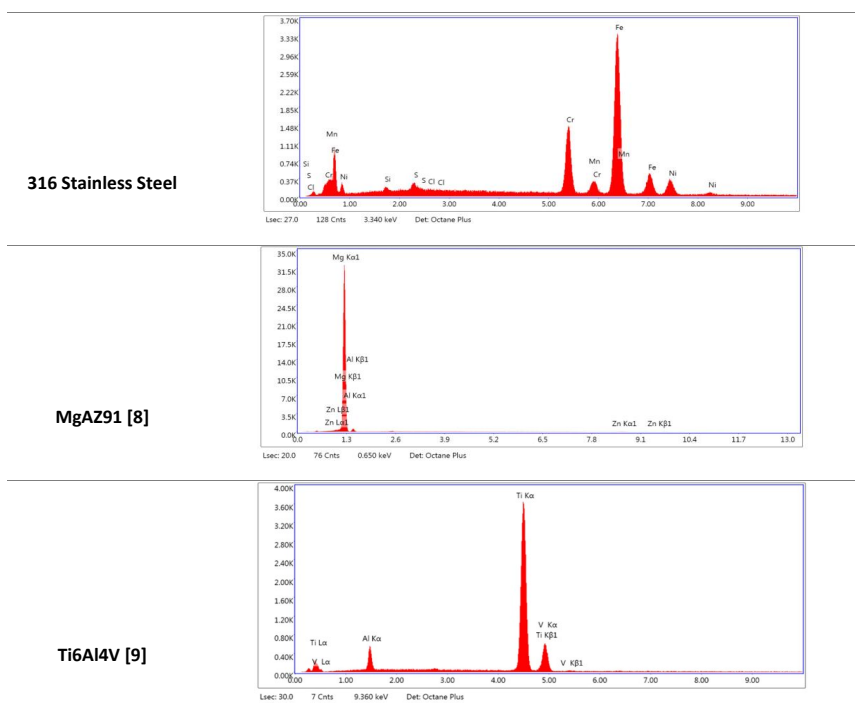 316 Stainless Steel
3.70K
3.33K
2.96K
2.59K
2.22K
1.85K
1.48K
1.11K
0.74K
0.37K
0.00K
Fe
Cr
Mn
Mn
Fe
Mn
Si
S
Cr
Cl
Ni
Si
S
S Cl Cl
Cr
Fe
Ni
Ni
0.00 1.00 2.00 3.00 4.00 5.00 6.00 7.00 8.00 9.00
Lsec: 27.0 128 Cnts 3.340 keV Det: Octane Plus
MgAZ91 [8]
35.0K
31.5K
28.0K
24.5K
21.0K
17.5K
14.0K
10.5K
7.0K
3.5K
0.0K
Mg Kα1
Al Kβ1
Mg Kβ1
Al Kα1
Zn Lβ1
Zn Lα1
Zn Kα1 Zn Kβ1
0.0 1.3 2.6 3.9 5.2 6.5 7.8 9.1 10.4 11.7 13.0
Lsec: 20.0 76 Cnts 0.650 keV Det: Octane Plus
Ti6Al4V [9]
4.00K
3.60K
3.20K
2.80K
2.40K
2.00K
1.60K
1.20K
0.80K
0.40K
0.00K
Ti Kα
V Kα
Ti Kβ1
Ti Lα
Al Kα
V Lα
V Kβ1
0.00 1.00 2.00 3.00 4.00 5.00 6.00 7.00 8.00 9.00
Lsec: 30.0 7 Cnts 9.360 keV Det: Octane Plus